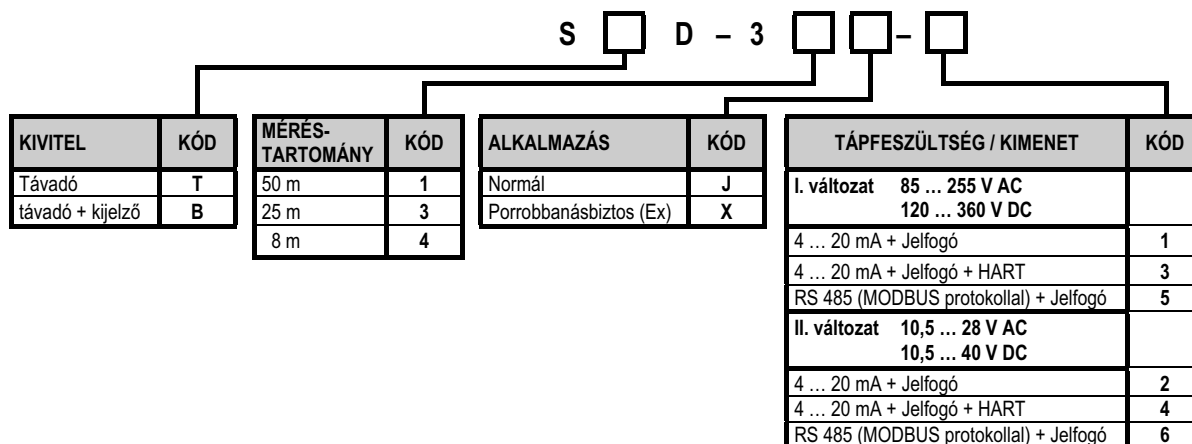 S D – 3 –
KIVITEL KÓD
Távadó T
távadó + kijelző B
MÉRÉS-
TARTOMÁNY KÓD
50 m 1
25 m 3
8 m 4
ALKALMAZÁS KÓD
Normál J
Porrobbanásbiztos (Ex) X
TÁPFESZÜLTSÉG / KIMENET KÓD
I. változat 85 … 255 V AC
120 … 360 V DC
4 … 20 mA + Jelfogó 1
4 … 20 mA + Jelfogó + HART 3
RS 485 (MODBUS protokollal) + Jelfogó 5
II. változat 10,5 … 28 V AC
10,5 … 40 V DC
4 … 20 mA + Jelfogó 2
4 … 20 mA + Jelfogó + HART 4
RS 485 (MODBUS protokollal) + Jelfogó 6